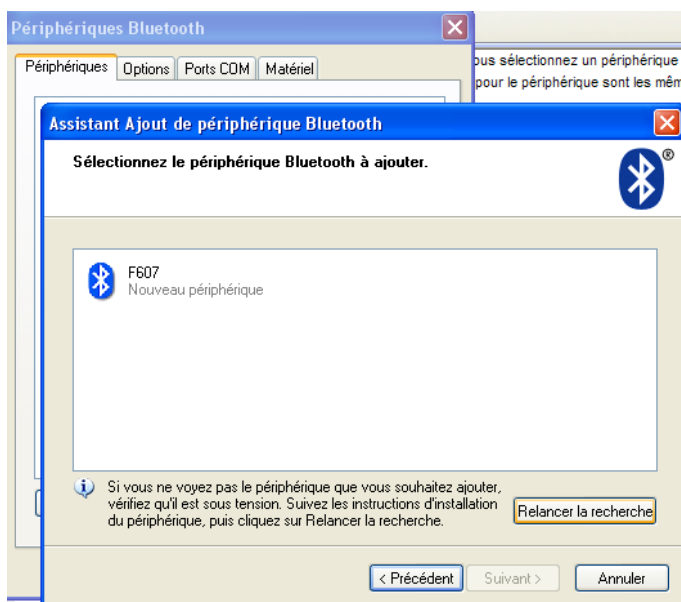 Périphériques Bluetooth
Périphériques Options Ports COM Matériel
ous sélectionnez un périphérique
pour le périphérique sont les mêm
Assistant Ajout de périphérique Bluetooth
Sélectionnez le périphérique Bluetooth à ajouter.
®
F607
Nouveau périphérique
Si vous ne voyez pas le périphérique que vous souhaitez ajouter,
vérifiez qu'il est sous tension. Suivez les instructions d'installation
du périphérique, puis cliquez sur Relancer la recherche.
Relancer la recherche
< Précédent Suivant > Annuler